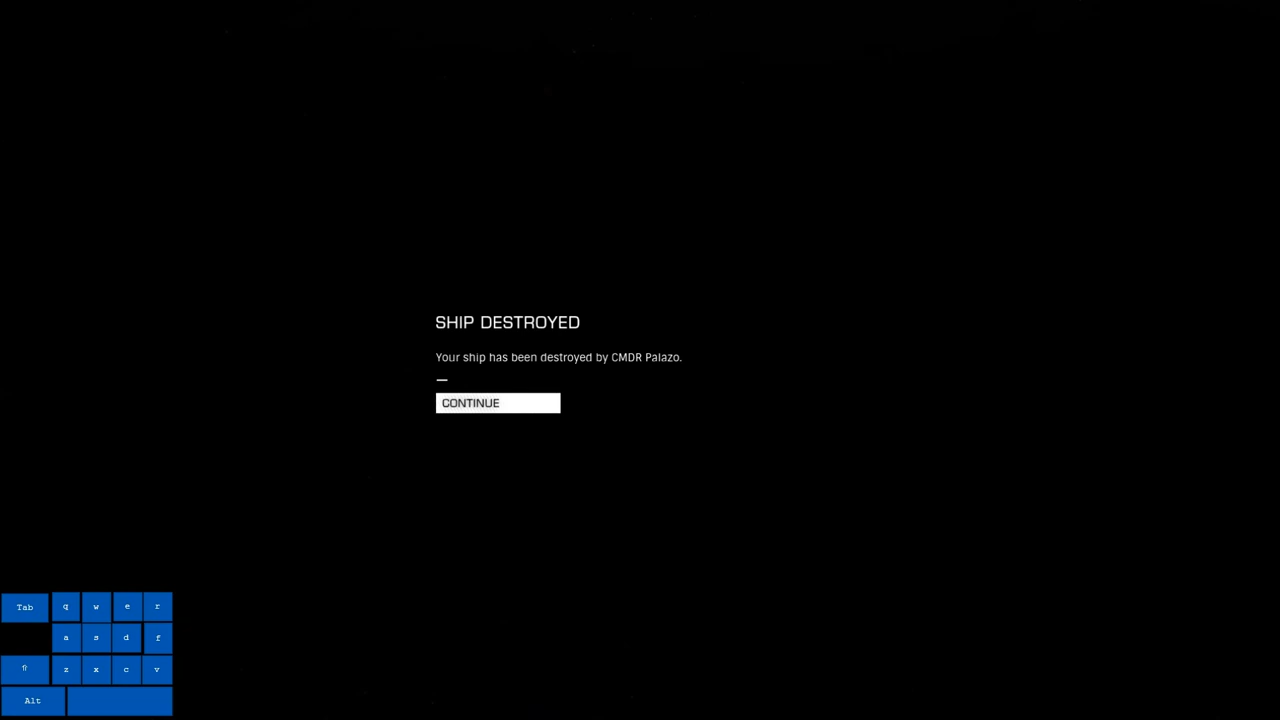 SHIP DESTROYED
Your ship has been destroyed by CMDR Palazo.
CONTINUE
Tab q w e r
a s d f
⇧ z x c v
Alt